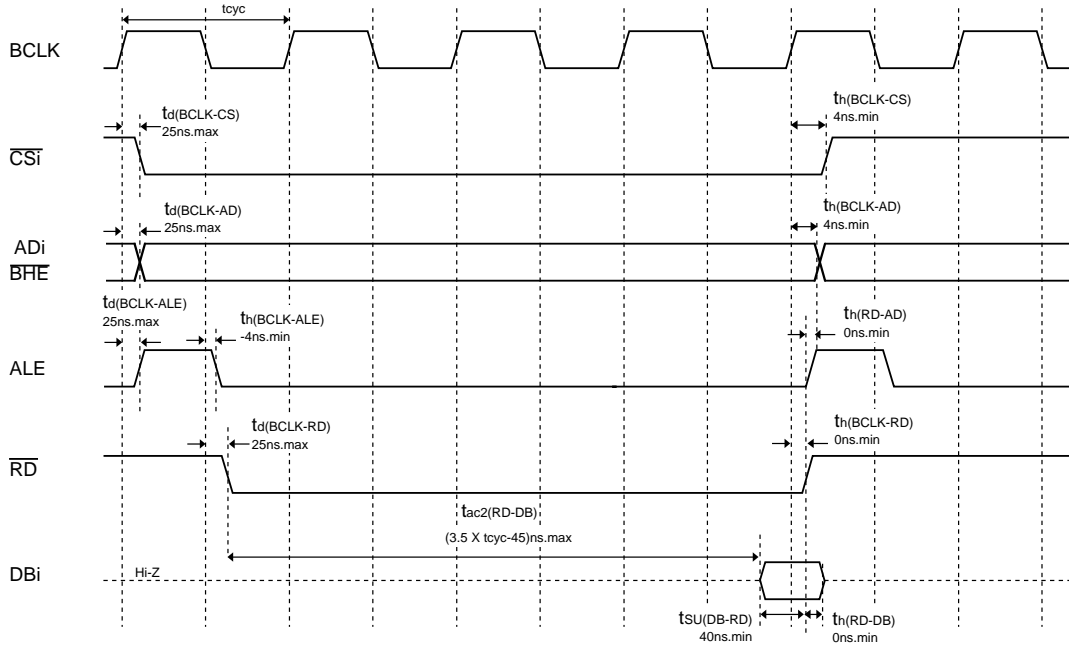 tcyc
BCLK
td(BCLK-CS)
25ns.max
th(BCLK-CS)
4ns.min
CSi
td(BCLK-AD)
25ns.max
th(BCLK-AD)
4ns.min
ADi
BHE
td(BCLK-ALE)
25ns.max
th(BCLK-ALE)
-4ns.min
th(RD-AD)
0ns.min
ALE
td(BCLK-RD)
25ns.max
th(BCLK-RD)
0ns.min
RD
tac2(RD-DB)
(3.5 X tcyc-45)ns.max
DBi
Hi-Z
tSU(DB-RD)
40ns.min
th(RD-DB)
0ns.min